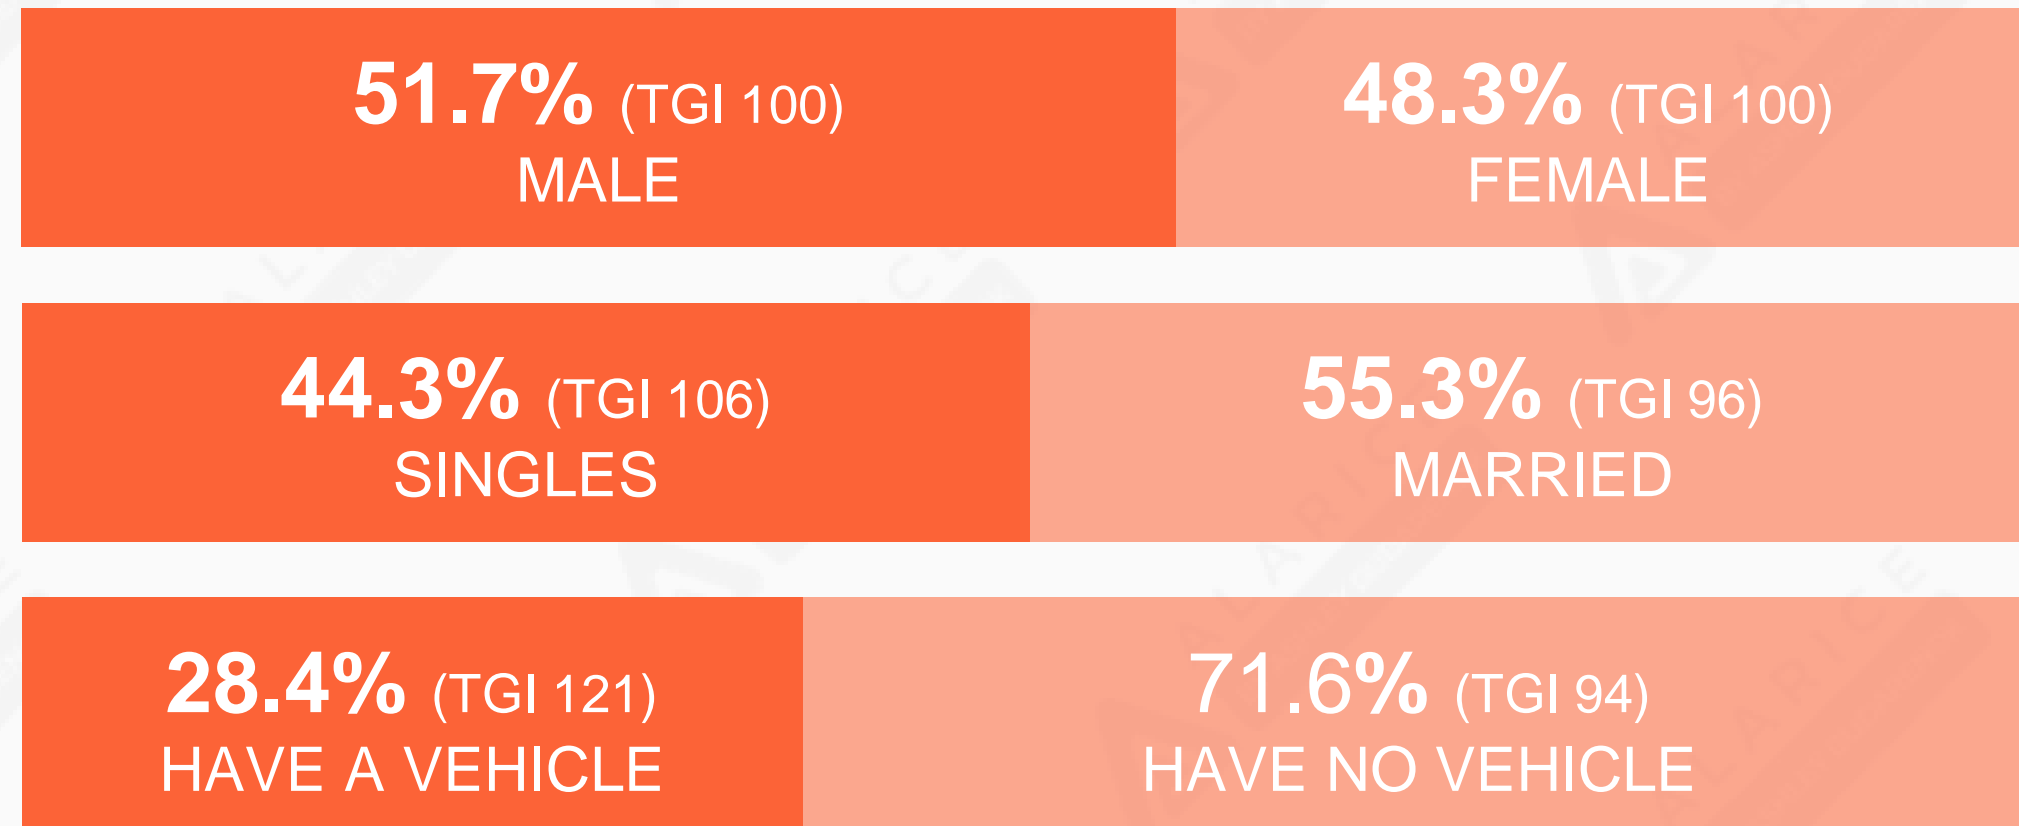 51.7% (TGI 100)
MALE
48.3% (TGI 100)
FEMALE
44.3% (TGI 106)
SINGLES
55.3% (TGI 96)
MARRIED
28.4% (TGI 121)
HAVE A VEHICLE
71.6% (TGI 94)
HAVE NO VEHICLE
ALARICE